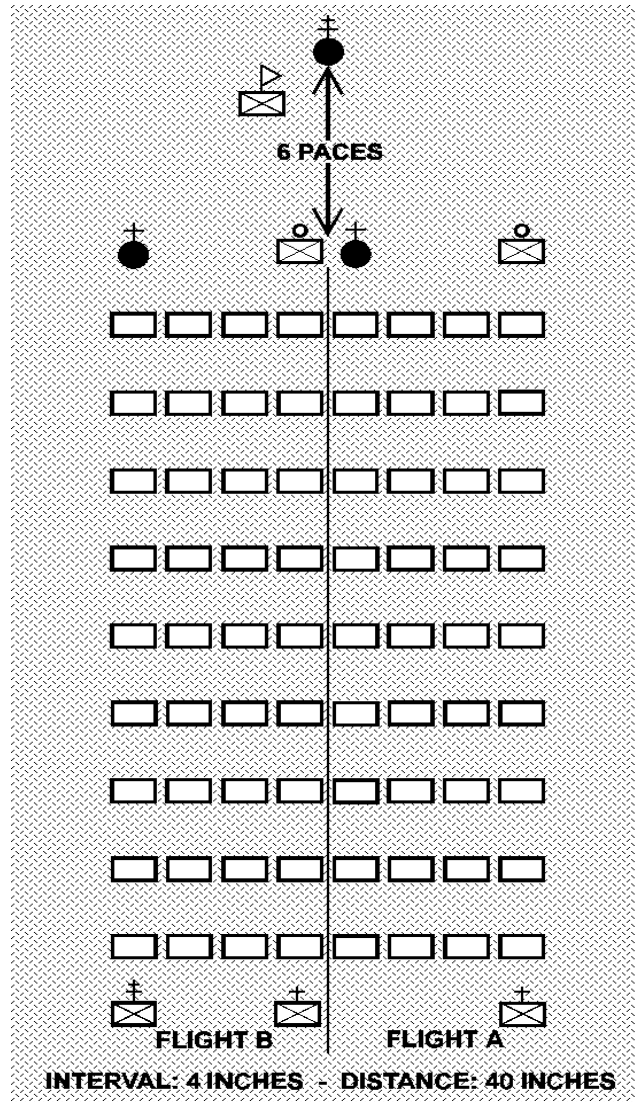 6 PACES
FLIGHT B
FLIGHT A
INTERVAL: 4 INCHES - DISTANCE: 40 INCHES